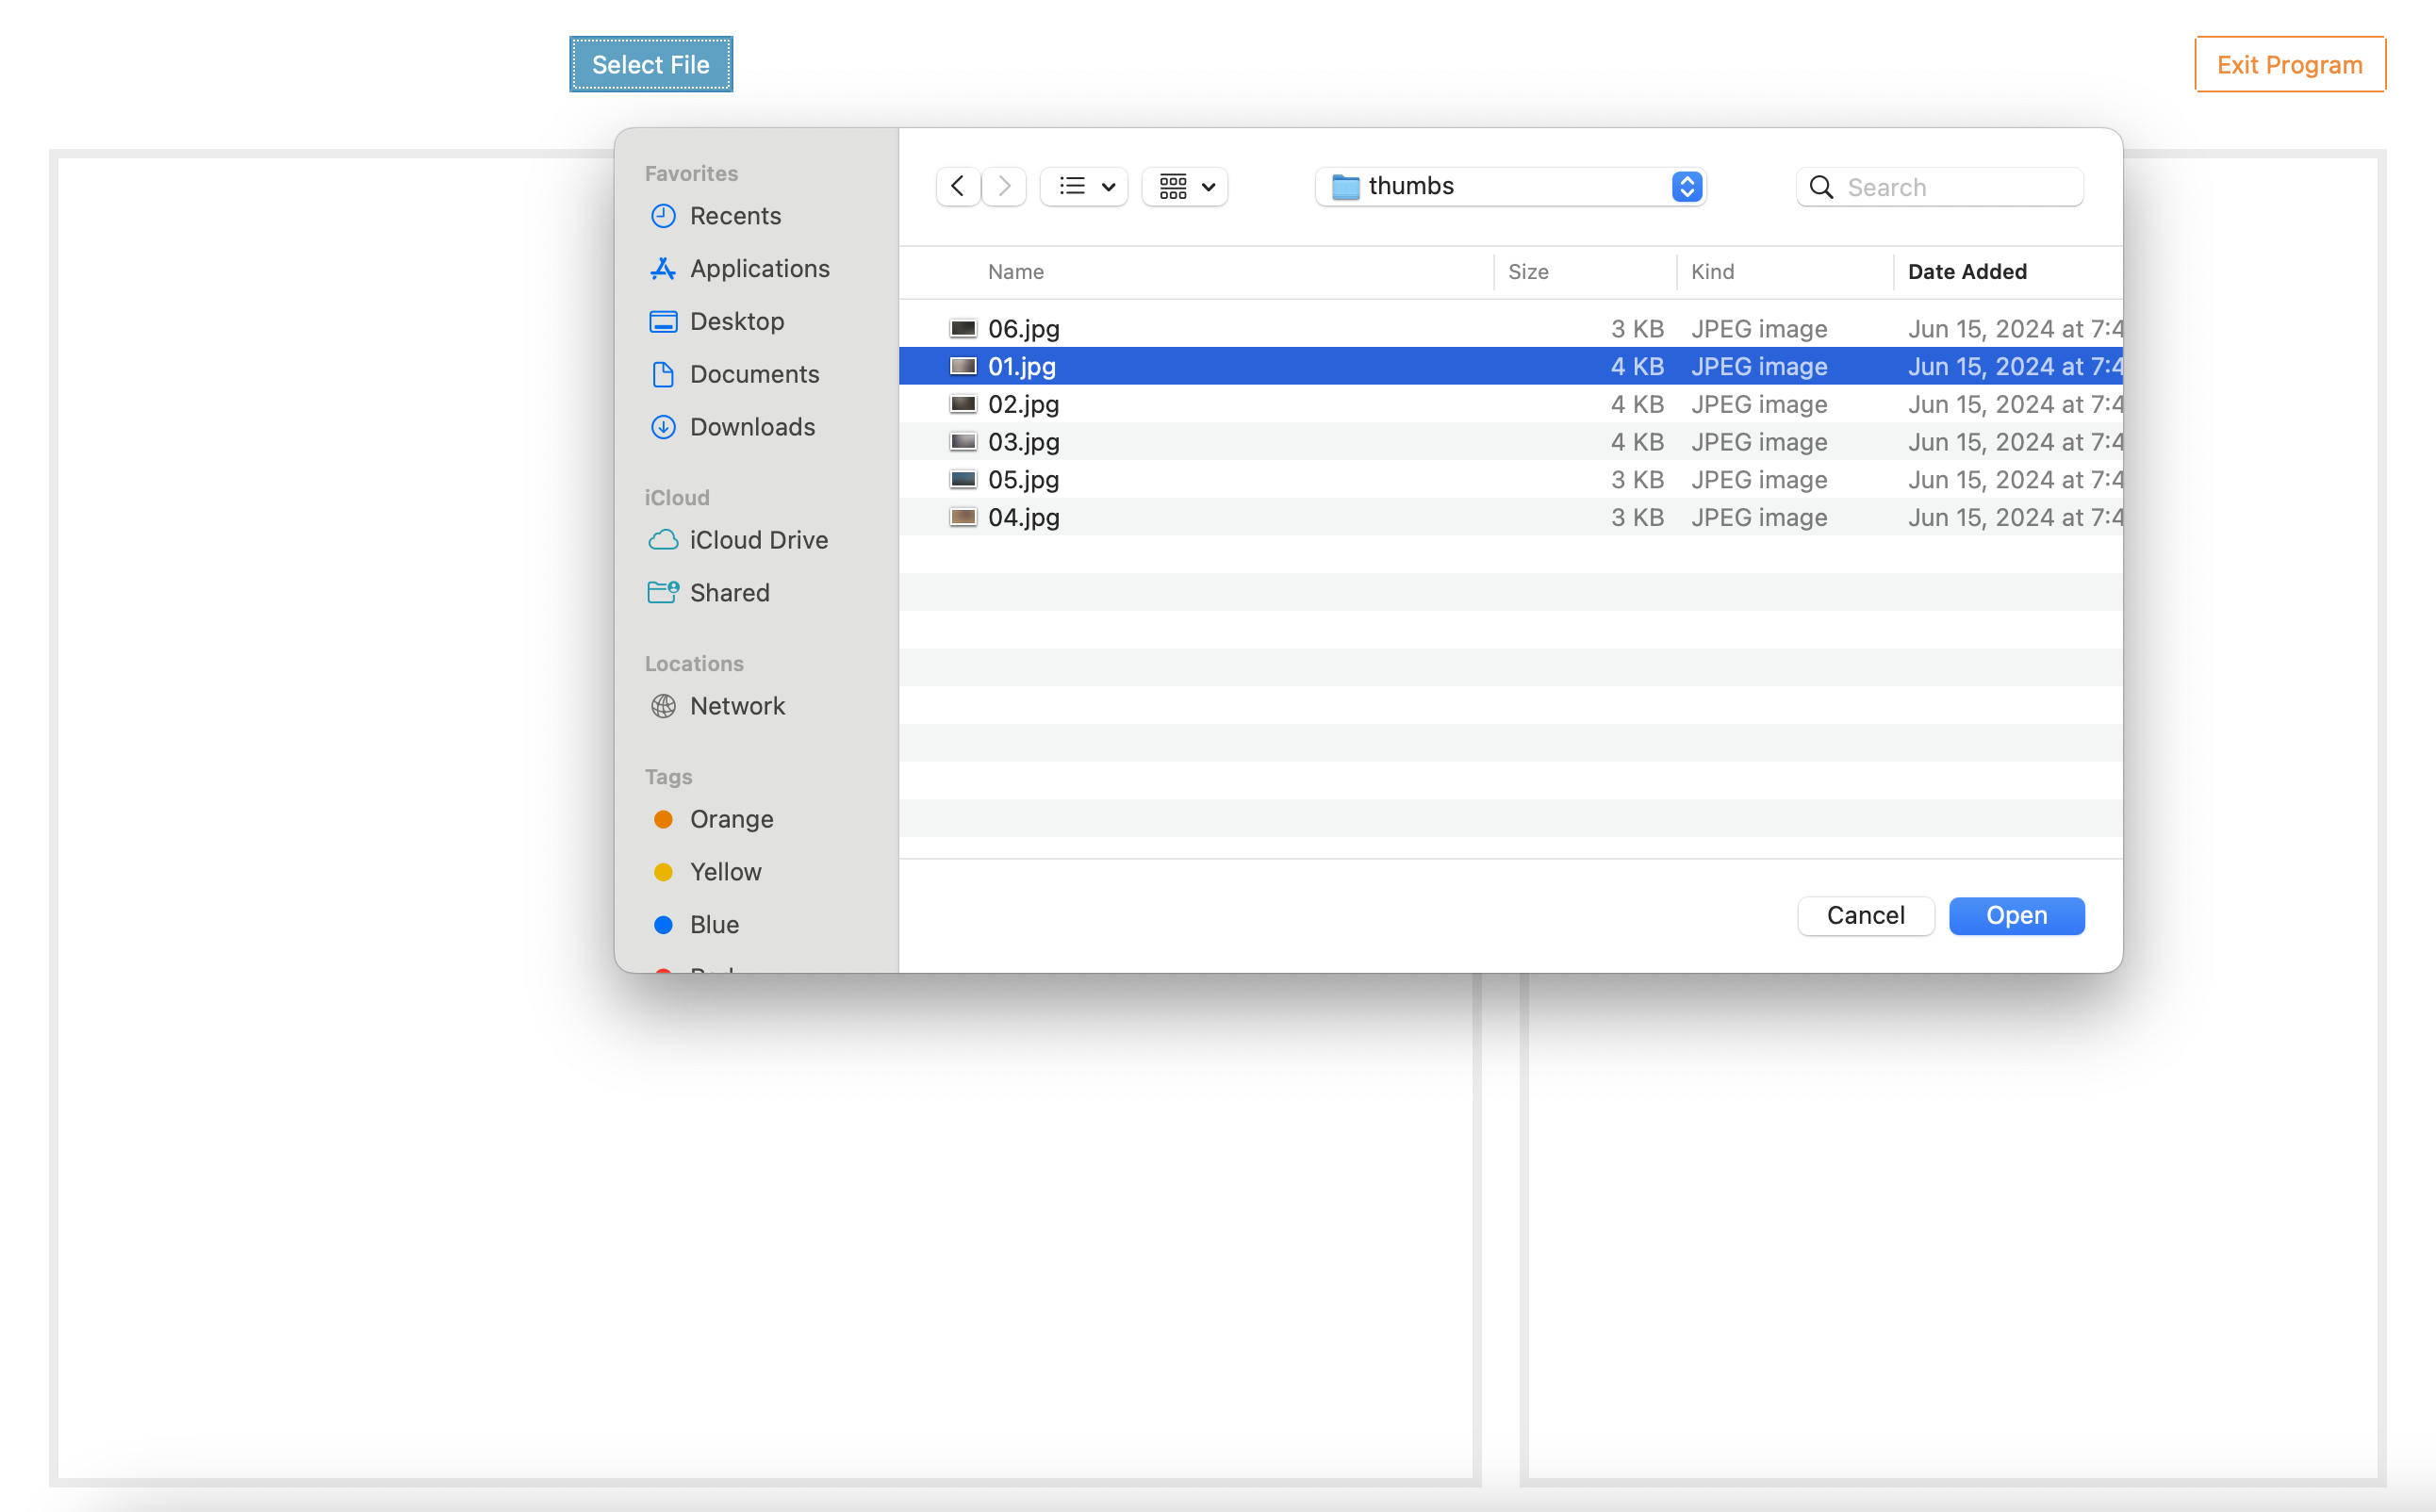 Select File
Exit Program
Favorites
Recents
Applications
Desktop
Documents
Downloads
iCloud
iCloud Drive
Shared
Locations
Network
Tags
Orange
Yellow
Blue
thumbs
Search
Name Size Kind Date Added
06.jpg 3 KB JPEG image Jun 15, 2024 at 7:4
01.jpg 4 KB JPEG image Jun 15, 2024 at 7:4
02.jpg 4 KB JPEG image Jun 15, 2024 at 7:4
03.jpg 4 KB JPEG image Jun 15, 2024 at 7:4
05.jpg 3 KB JPEG image Jun 15, 2024 at 7:4
04.jpg 3 KB JPEG image Jun 15, 2024 at 7:4
Cancel Open